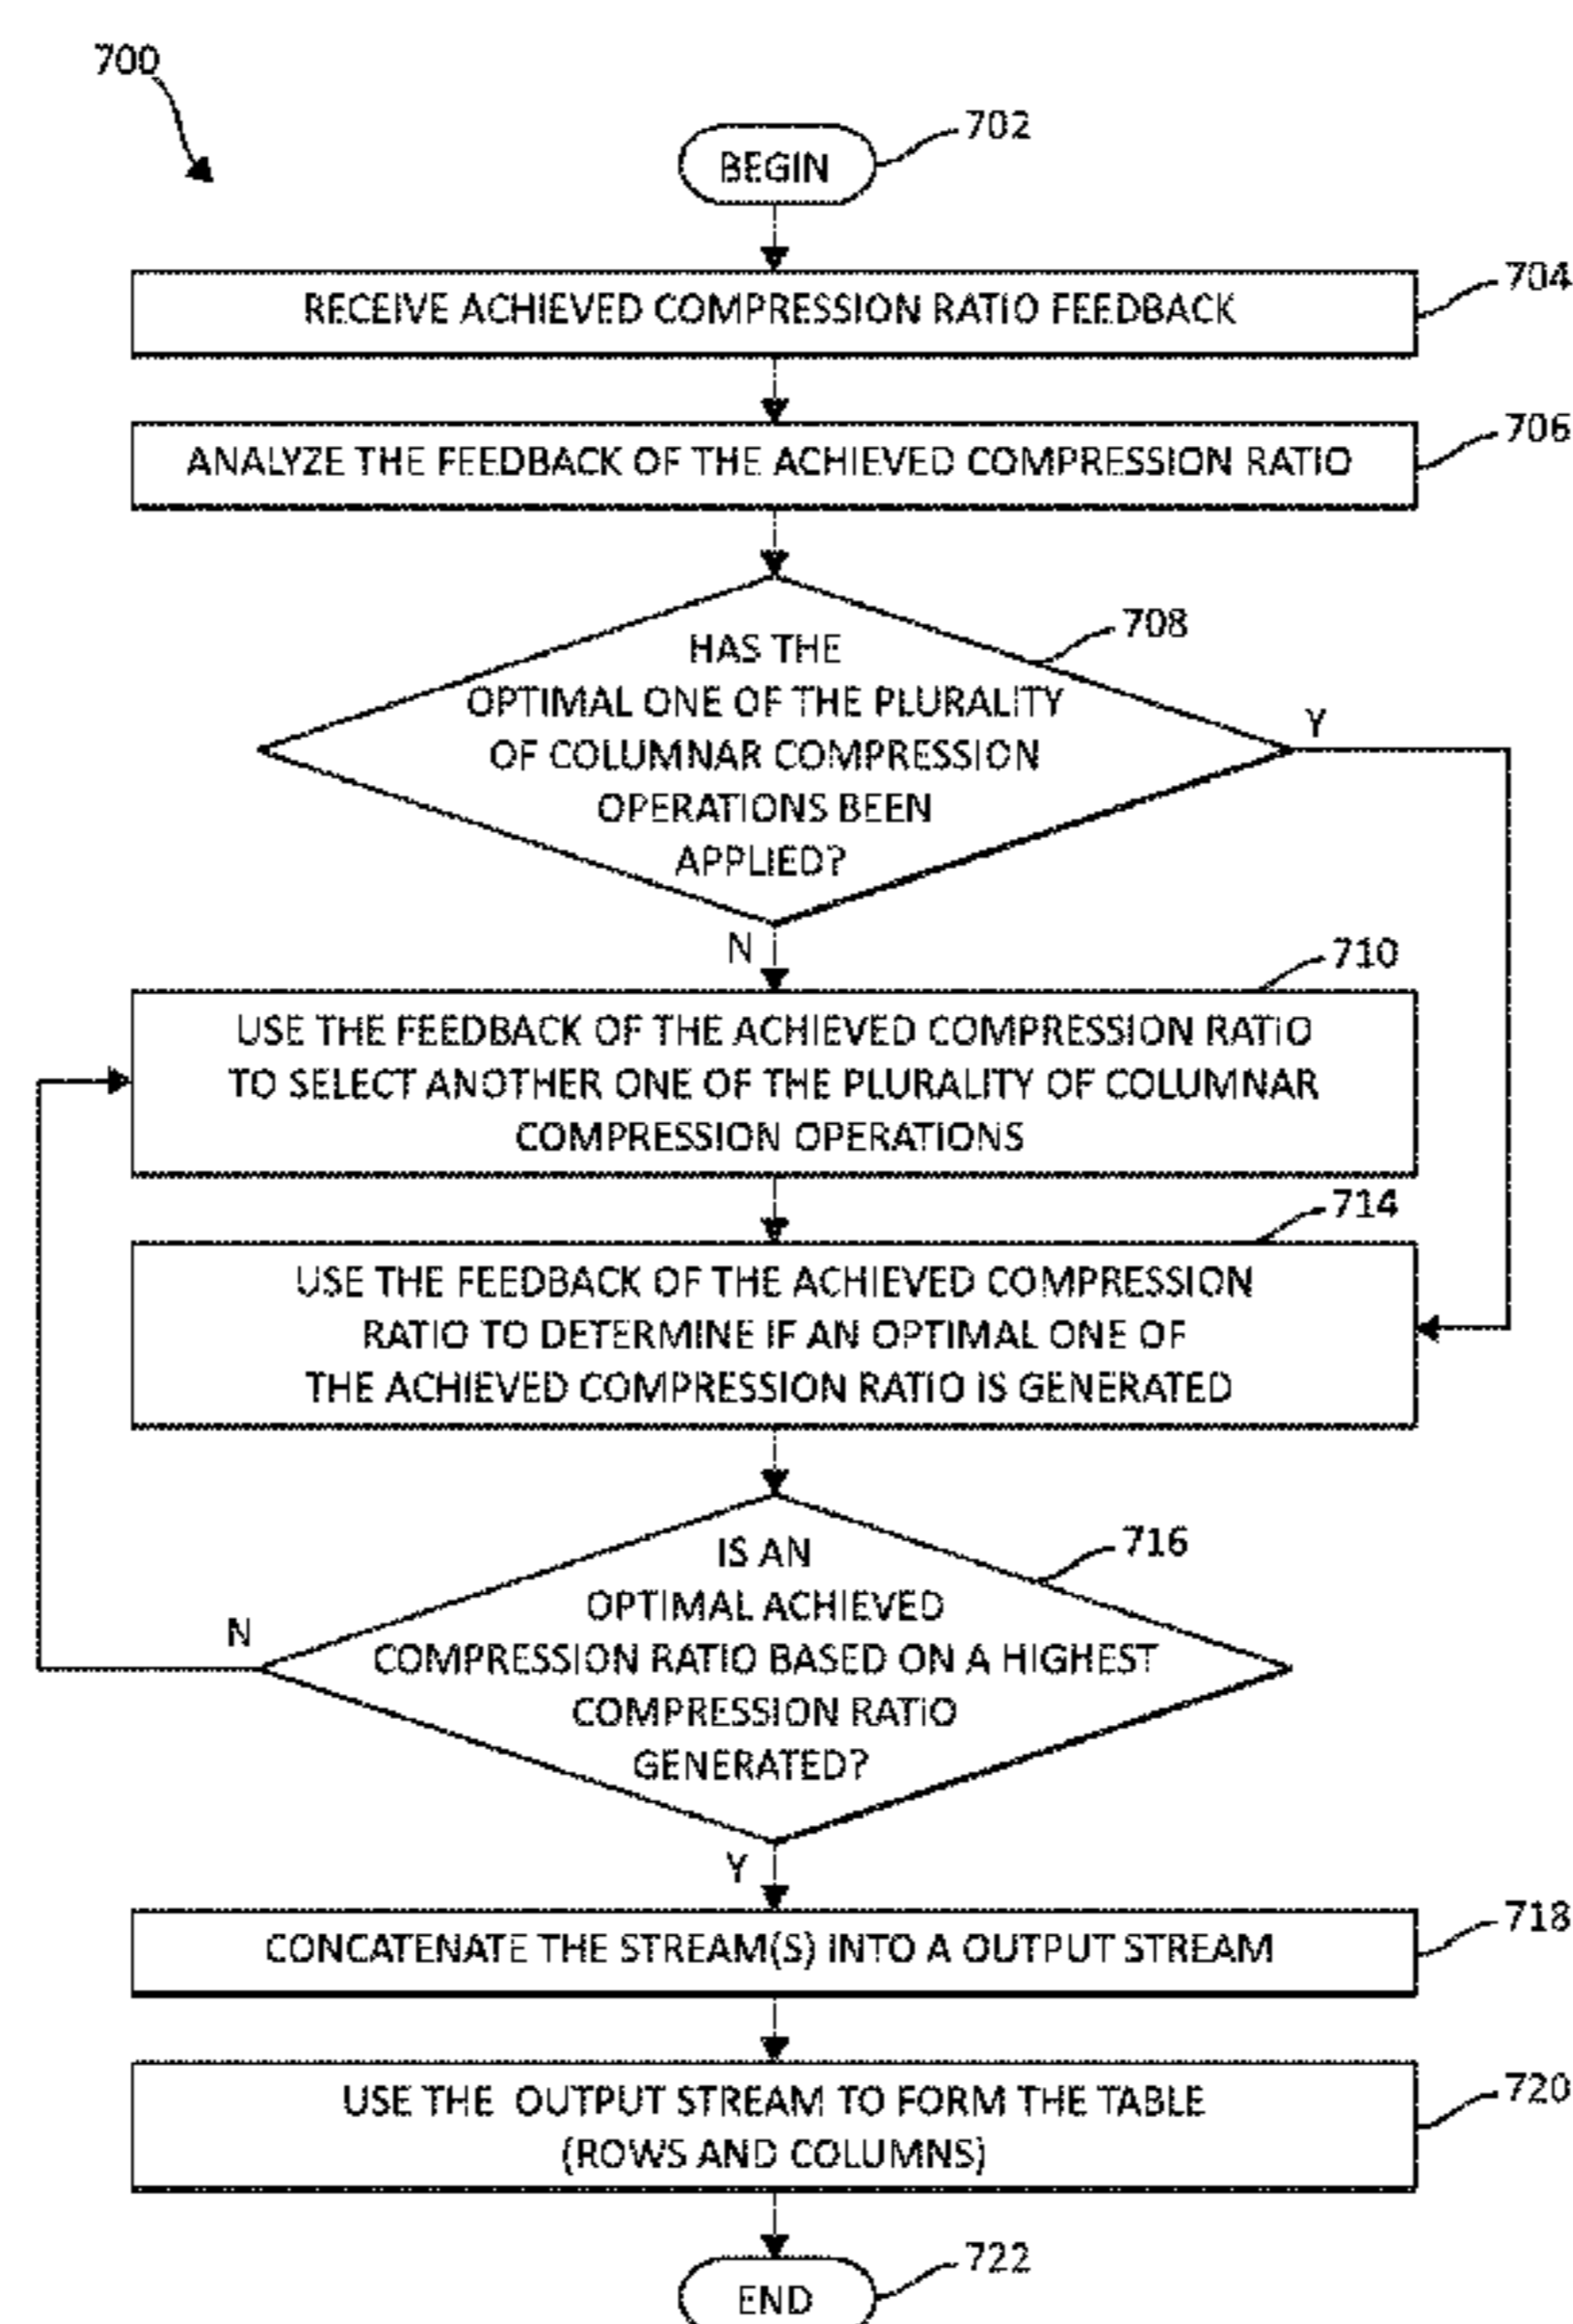 700
702
BEGIN
704
RECEIVE ACHIEVED COMPRESSION RATIO FEEDBACK
706
ANALYZE THE FEEDBACK OF THE ACHIEVED COMPRESSION RATIO
708
HAS THE
OPTIMAL ONE OF THE PLURALITY
OF COLUMNAR COMPRESSION
OPERATIONS BEEN
APPLIED?
Y
N
710
USE THE FEEDBACK OF THE ACHIEVED COMPRESSION RATIO
TO SELECT ANOTHER ONE OF THE PLURALITY OF COLUMNAR
COMPRESSION OPERATIONS
714
USE THE FEEDBACK OF THE ACHIEVED COMPRESSION
RATIO TO DETERMINE IF AN OPTIMAL ONE OF
THE ACHIEVED COMPRESSION RATIO IS GENERATED
716
IS AN
OPTIMAL ACHIEVED
COMPRESSION RATIO BASED ON A HIGHEST
COMPRESSION RATIO
GENERATED?
N
Y
718
CONCATENATE THE STREAM(S) INTO A OUTPUT STREAM
720
USE THE OUTPUT STREAM TO FORM THE TABLE
(ROWS AND COLUMNS)
722
END